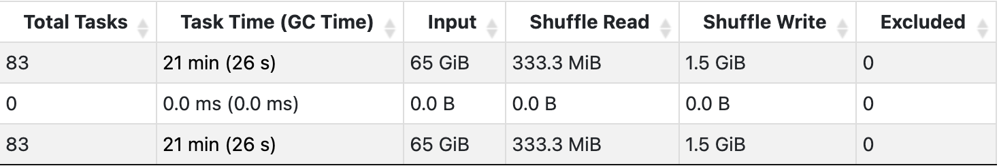 Total Tasks Task Time (GC Time) Input Shuffle Read Shuffle Write Excluded
83 21 min (26 s) 65 GiB 333.3 MiB 1.5 GiB 0
0 0.0 ms (0.0 ms) 0.0 B 0.0 B 0.0 B 0
83 21 min (26 s) 65 GiB 333.3 MiB 1.5 GiB 0